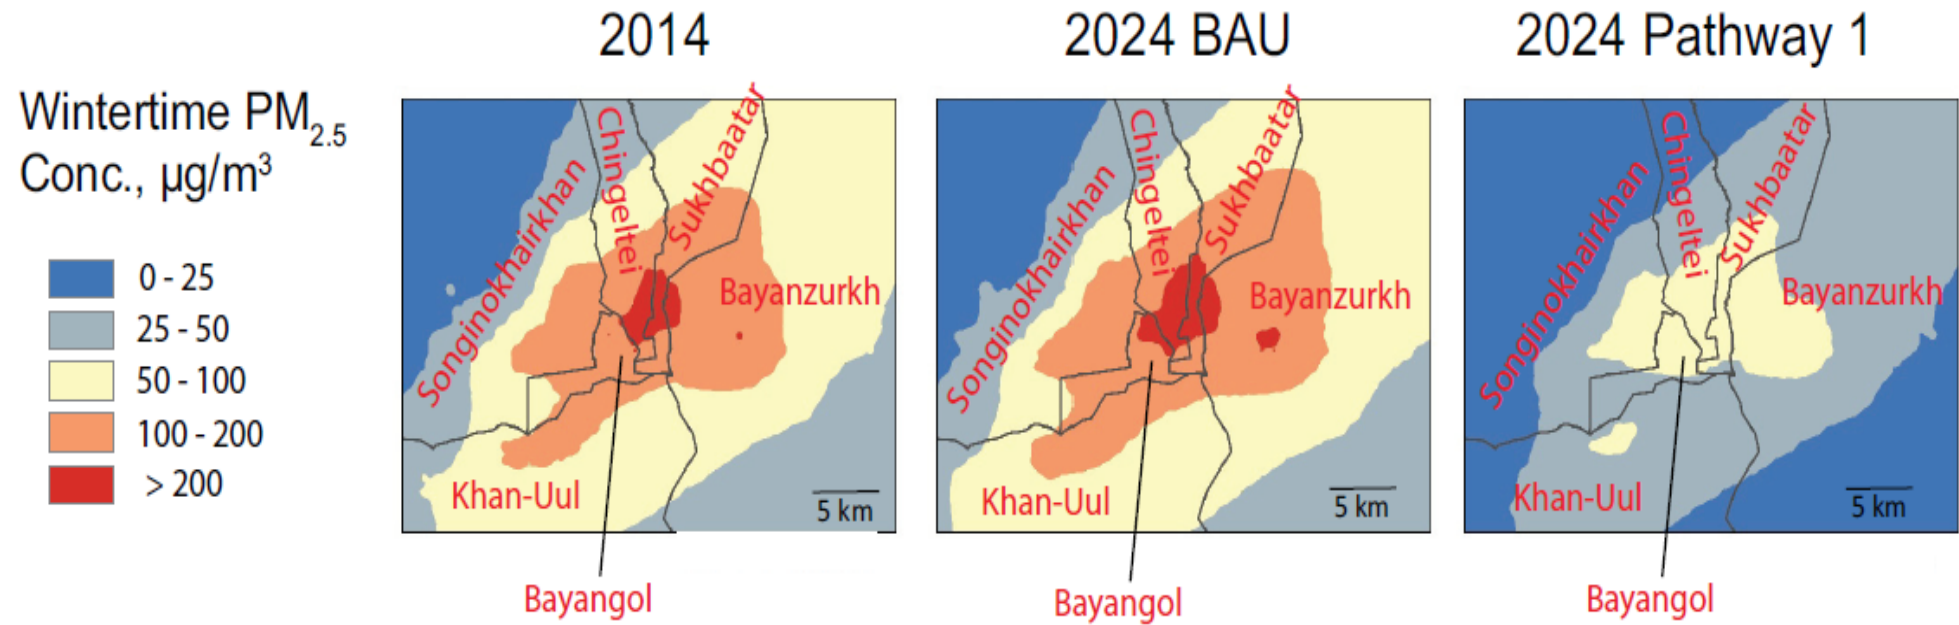 2014
2024 BAU
2024 Pathway 1
Wintertime PM2.5
Conc., µg/m³
0 - 25
25 - 50
50 - 100
100 - 200
> 200
Songinokhairkhan
Chingeltei
Sukhbaatar
Bayanzurkh
Khan-Uul
5 km
Bayangol
Songinokhairkhan
Chingeltei
Sukhbaatar
Bayanzurkh
Khan-Uul
5 km
Bayangol
Songinokhairkhan
Chingeltei
Sukhbaatar
Bayanzurkh
Khan-Uul
5 km
Bayangol